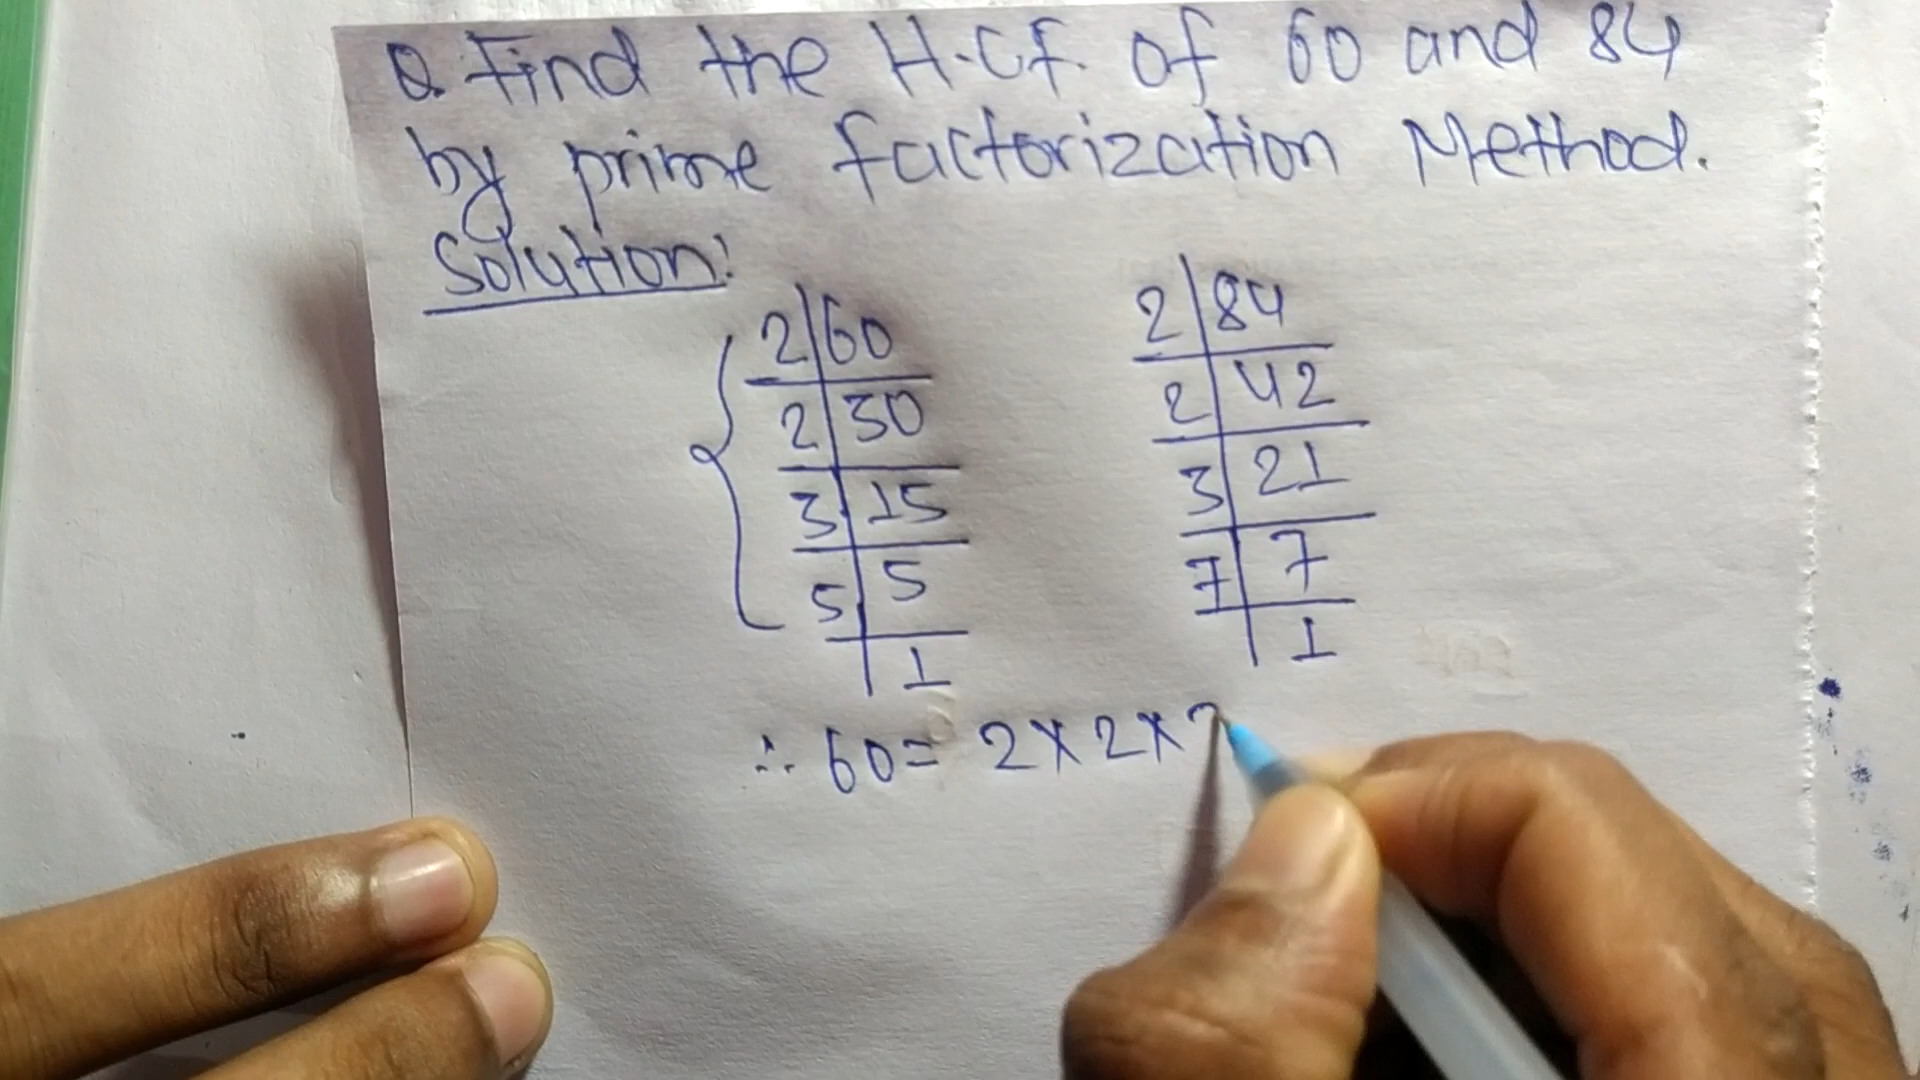 Q. Find the H.C.F. of 60 and 84
by prime factorization Method.
Solution:
2 | 60
2 | 30
3 | 15
5 | 5
1
2 | 84
2 | 42
3 | 21
7 | 7
1
∴ 60 = 2 × 2 ×